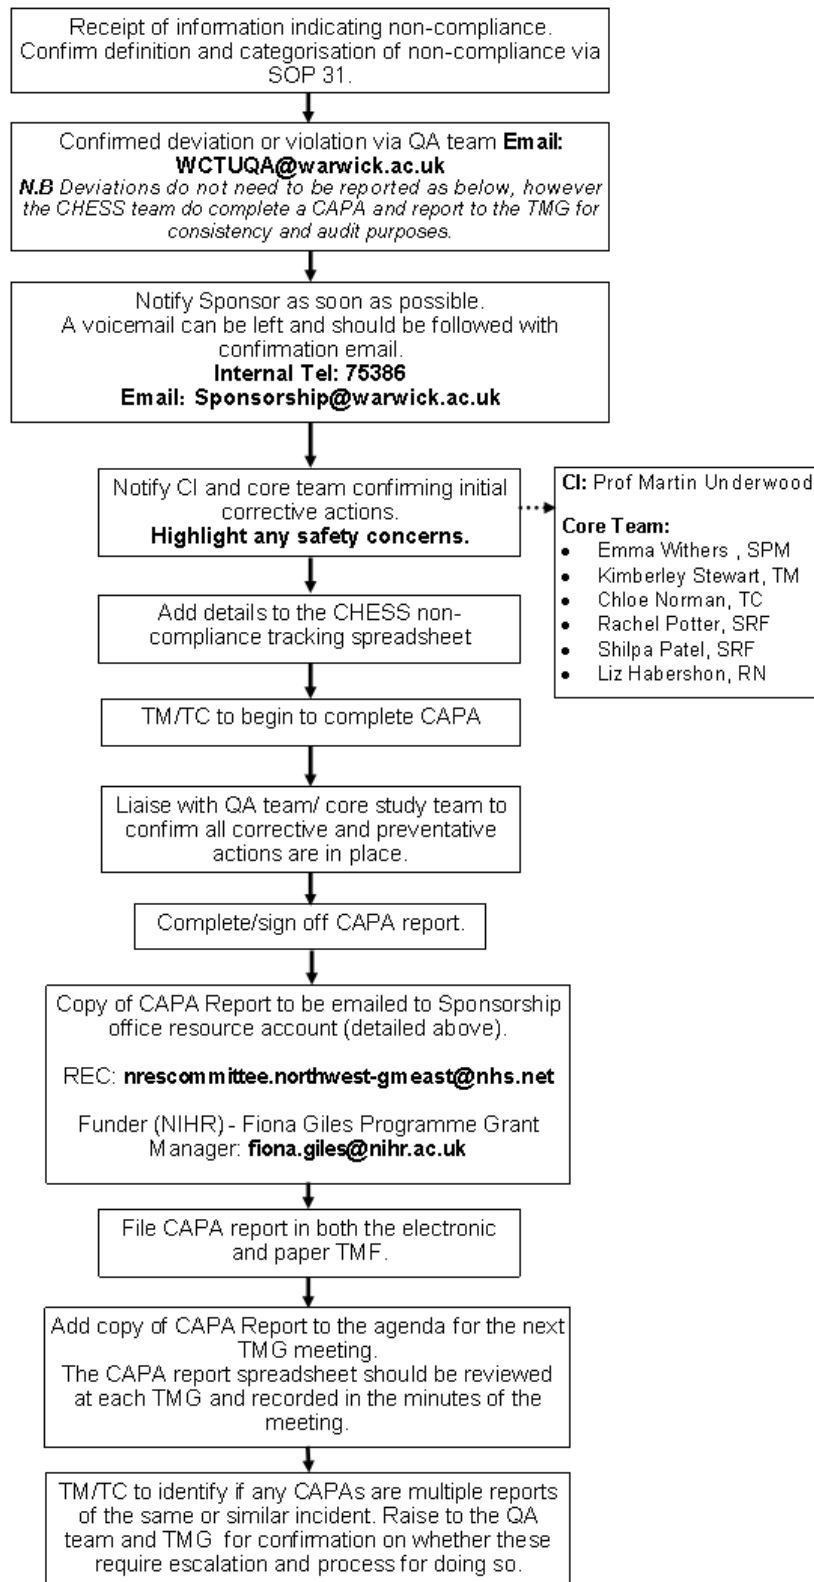 Receipt of information indicating non-compliance.
Confirm definition and categorisation of non-compliance via
SOP 31.
Confirmed deviation or violation via QA team Email:
WCTUQA@warwick.ac.uk
N.B Deviations do not need to be reported as below, however
the CHESS team do complete a CAPA and report to the TMG for
consistency and audit purposes.
Notify Sponsor as soon as possible.
A voicemail can be left and should be followed with
confirmation email.
Internal Tel: 75386
Email: Sponsorship@warwick.ac.uk
Notify CI and core team confirming initial
corrective actions.
Highlight any safety concerns.
CI: Prof Martin Underwood
Core Team:
• Emma Withers , SPM
• Kimberley Stewart, TM
• Chloe Norman, TC
• Rachel Potter, SRF
• Shilpa Patel, SRF
• Liz Habershon, RN
Add details to the CHESS non-
compliance tracking spreadsheet
TM/TC to begin to complete CAPA
Liaise with QA team/ core study team to
confirm all corrective and preventative
actions are in place.
Complete/sign off CAPA report.
Copy of CAPA Report to be emailed to Sponsorship
office resource account (detailed above).
REC: nrescommittee.northwest-gmeast@nhs.net
Funder (NIHR) - Fiona Giles Programme Grant
Manager: fiona.giles@nihr.ac.uk
File CAPA report in both the electronic
and paper TMF.
Add copy of CAPA Report to the agenda for the next
TMG meeting.
The CAPA report spreadsheet should be reviewed
at each TMG and recorded in the minutes of the
meeting.
TM/TC to identify if any CAPAs are multiple reports
of the same or similar incident. Raise to the QA
team and TMG for confirmation on whether these
require escalation and process for doing so.